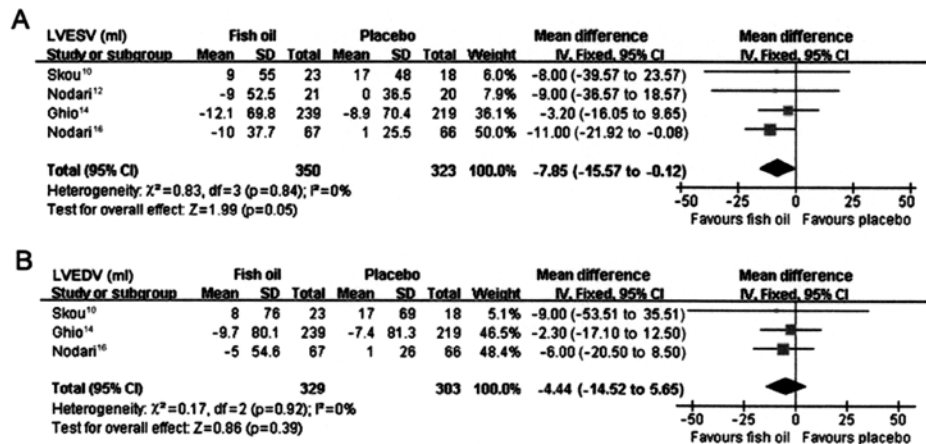 A
LVESV (ml) Fish oil Placebo Mean difference Mean difference
Study or subgroup Mean SD Total Mean SD Total Weight IV, Fixed, 95% CI IV, Fixed, 95% CI
Skou¹⁰ 9 55 23 17 48 18 6.0% -8.00 (-39.57 to 23.57)
Nodari¹² -9 52.5 21 0 36.5 20 7.9% -9.00 (-36.57 to 18.57)
Ghio¹⁴ -12.1 69.8 239 -8.9 70.4 219 36.1% -3.20 (-16.05 to 9.65)
Nodari¹⁶ -10 37.7 67 1 25.5 66 50.0% -11.00 (-21.92 to -0.08)
Total (95% CI) 350 323 100.0% -7.85 (-15.57 to -0.12)
Heterogeneity: χ²=0.83, df=3 (p=0.84); I²=0%
Test for overall effect: Z=1.99 (p=0.05)
-50 -25 0 25 50
Favours fish oil Favours placebo
B
LVEDV (ml) Fish oil Placebo Mean difference Mean difference
Study or subgroup Mean SD Total Mean SD Total Weight IV, Fixed, 95% CI IV, Fixed, 95% CI
Skou¹⁰ 8 76 23 17 69 18 5.1% -9.00 (-53.51 to 35.51)
Ghio¹⁴ -9.7 80.1 239 -7.4 81.3 219 46.5% -2.30 (-17.10 to 12.50)
Nodari¹⁶ -5 54.6 67 1 26 66 48.4% -6.00 (-20.50 to 8.50)
Total (95% CI) 329 303 100.0% -4.44 (-14.52 to 5.65)
Heterogeneity: χ²=0.17, df=2 (p=0.92); I²=0%
Test for overall effect: Z=0.86 (p=0.39)
-50 -25 0 25 50
Favours fish oil Favours placebo